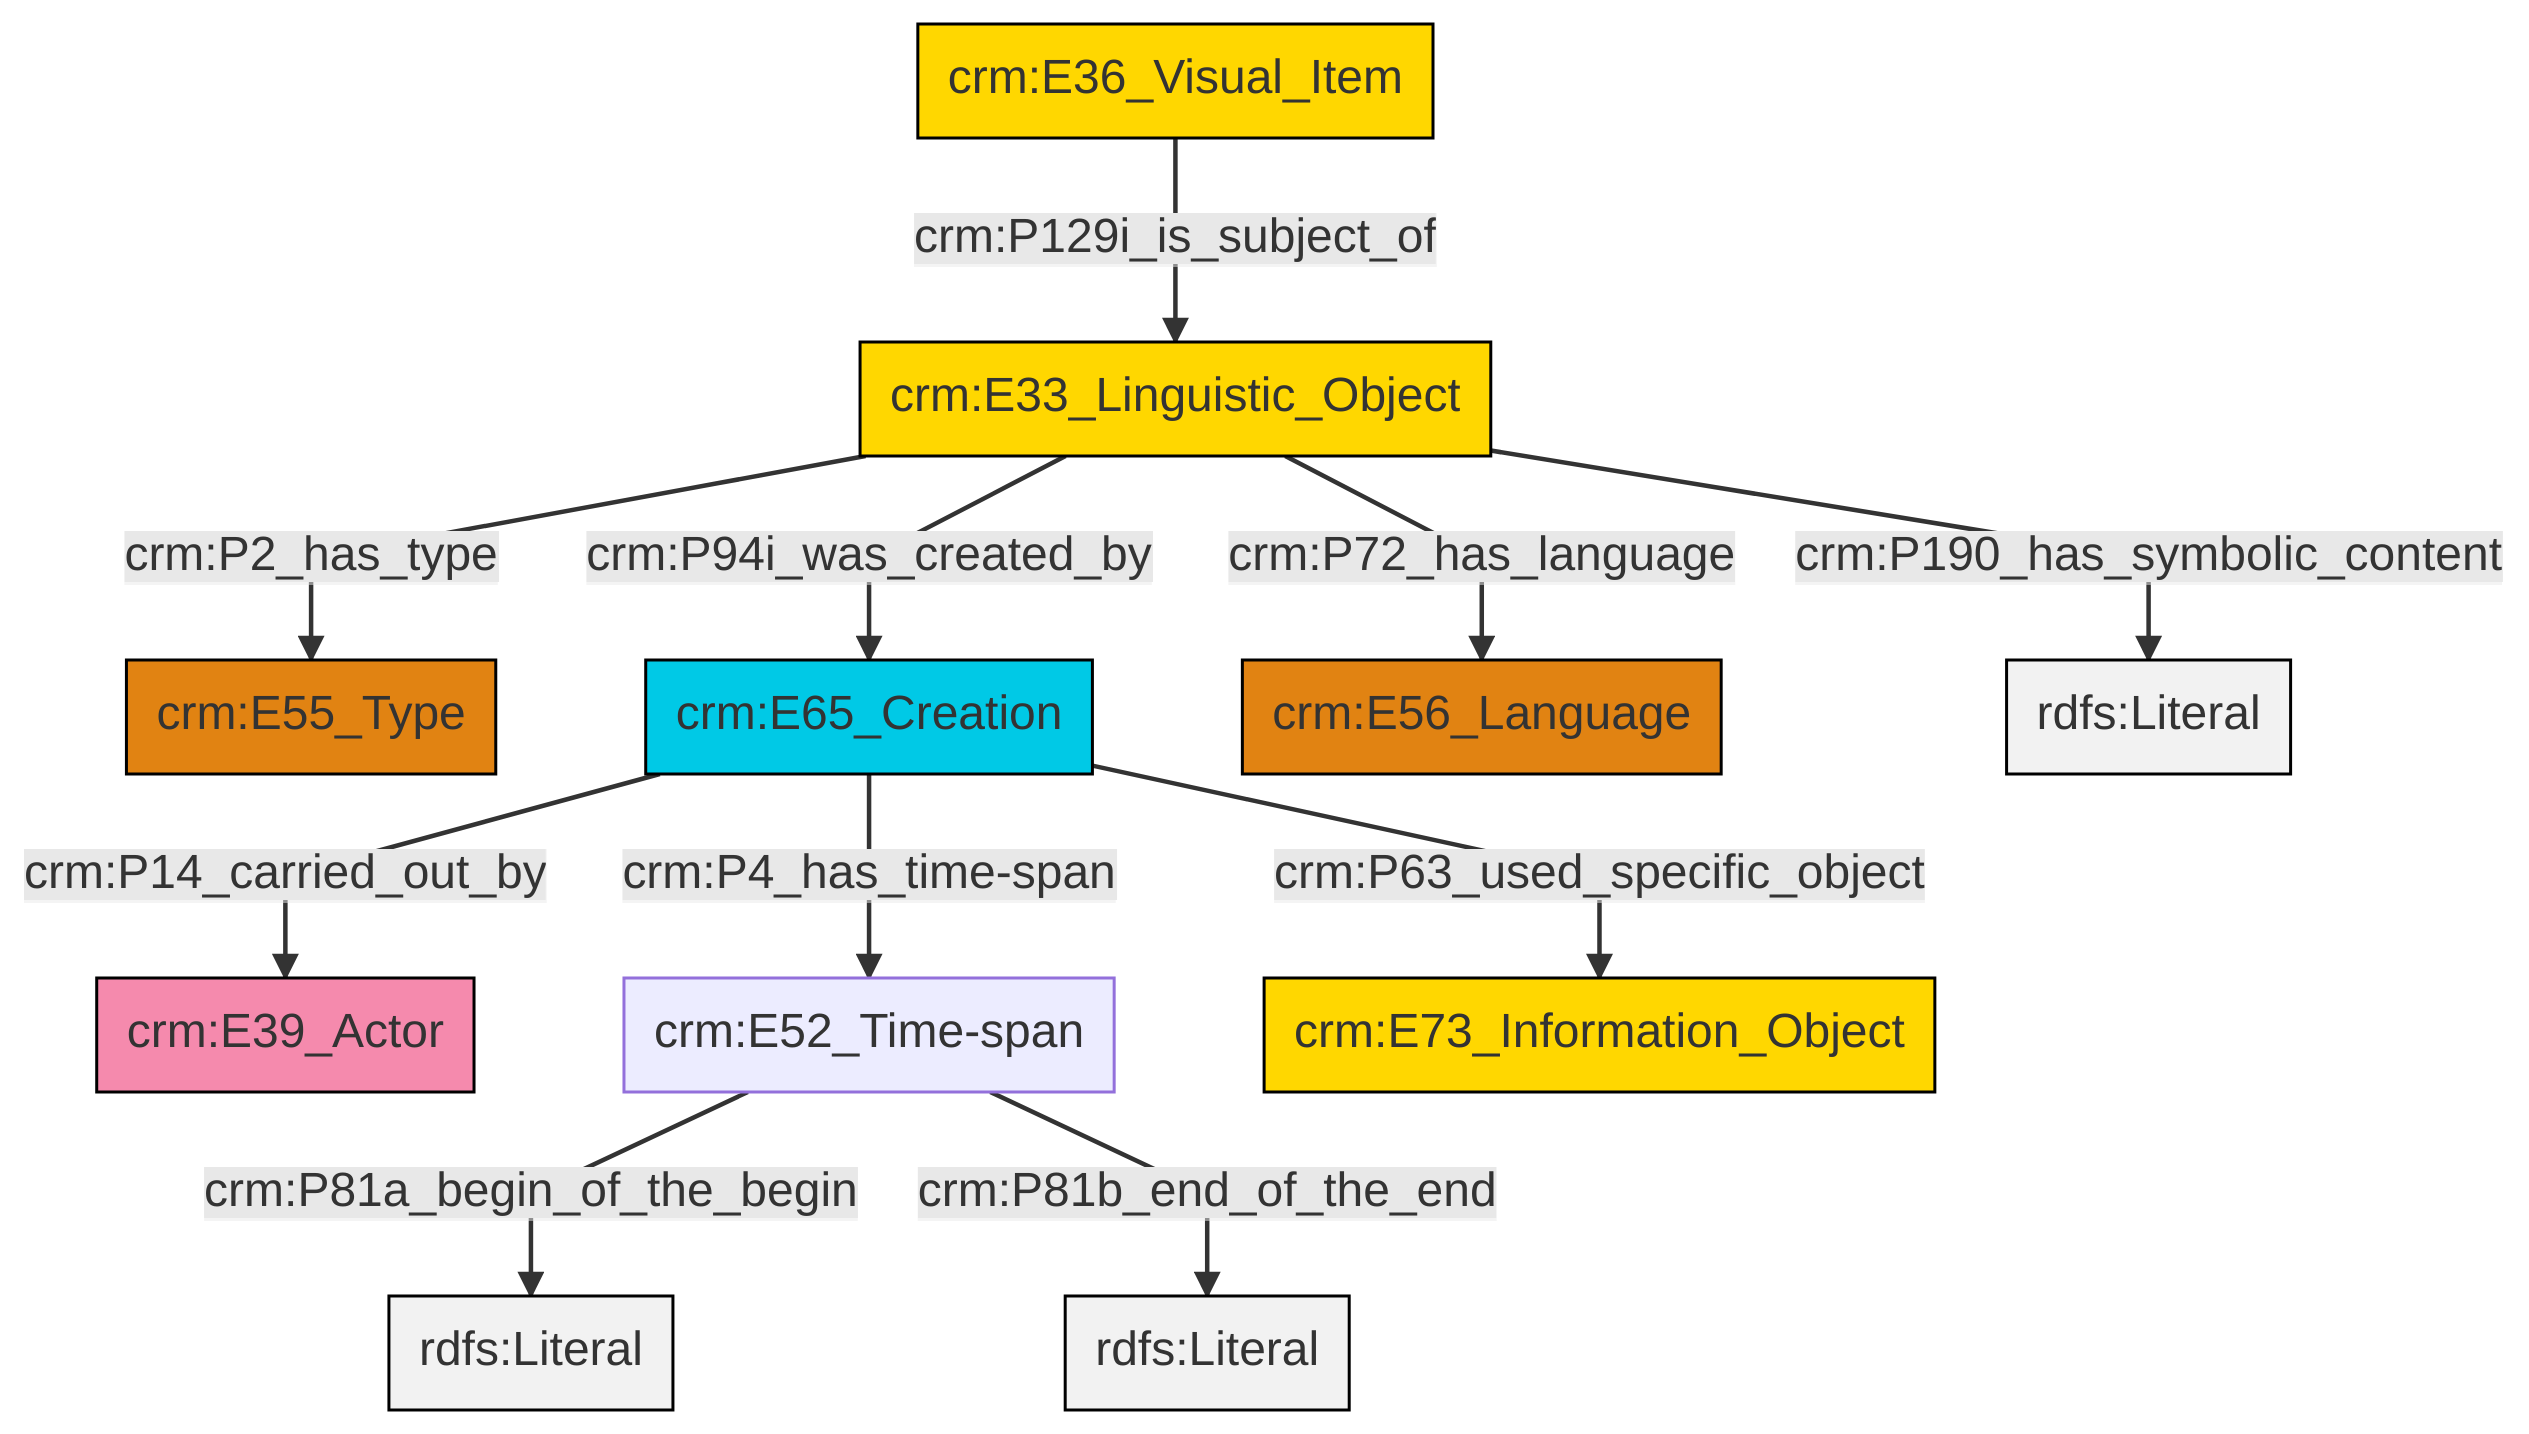 crm:E36_Visual_Item
crm:P129i_is_subject_of
crm:E33_Linguistic_Object
crm:P2_has_type
crm:P94i_was_created_by
crm:P72_has_language
crm:P190_has_symbolic_content
crm:E55_Type
crm:E65_Creation
crm:E56_Language
rdfs:Literal
crm:P14_carried_out_by
crm:P4_has_time-span
crm:P63_used_specific_object
crm:E39_Actor
crm:E52_Time-span
crm:E73_Information_Object
crm:P81a_begin_of_the_begin
crm:P81b_end_of_the_end
rdfs:Literal
rdfs:Literal